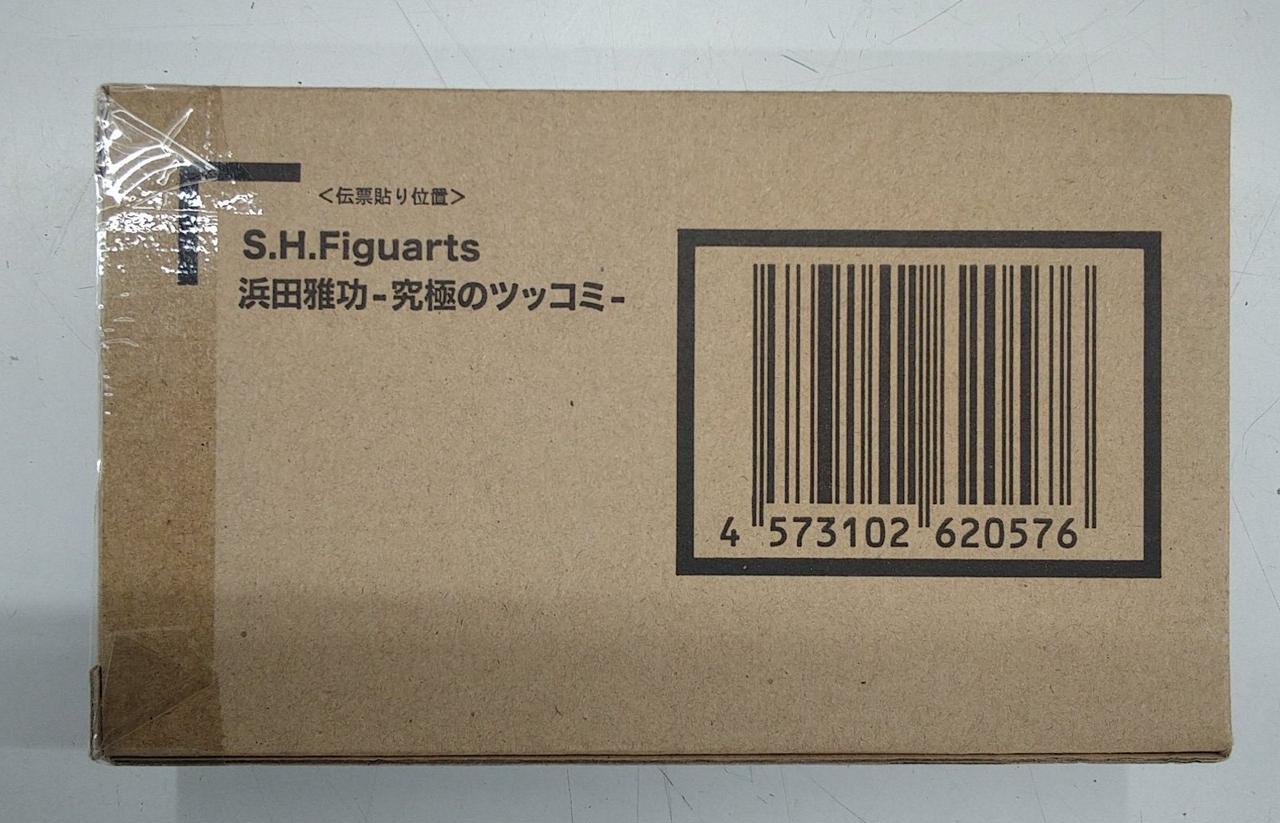 ＜伝票貼り位置＞
S.H.Figuarts
浜田雅功-究極のツッコミ-
4 573102 620576